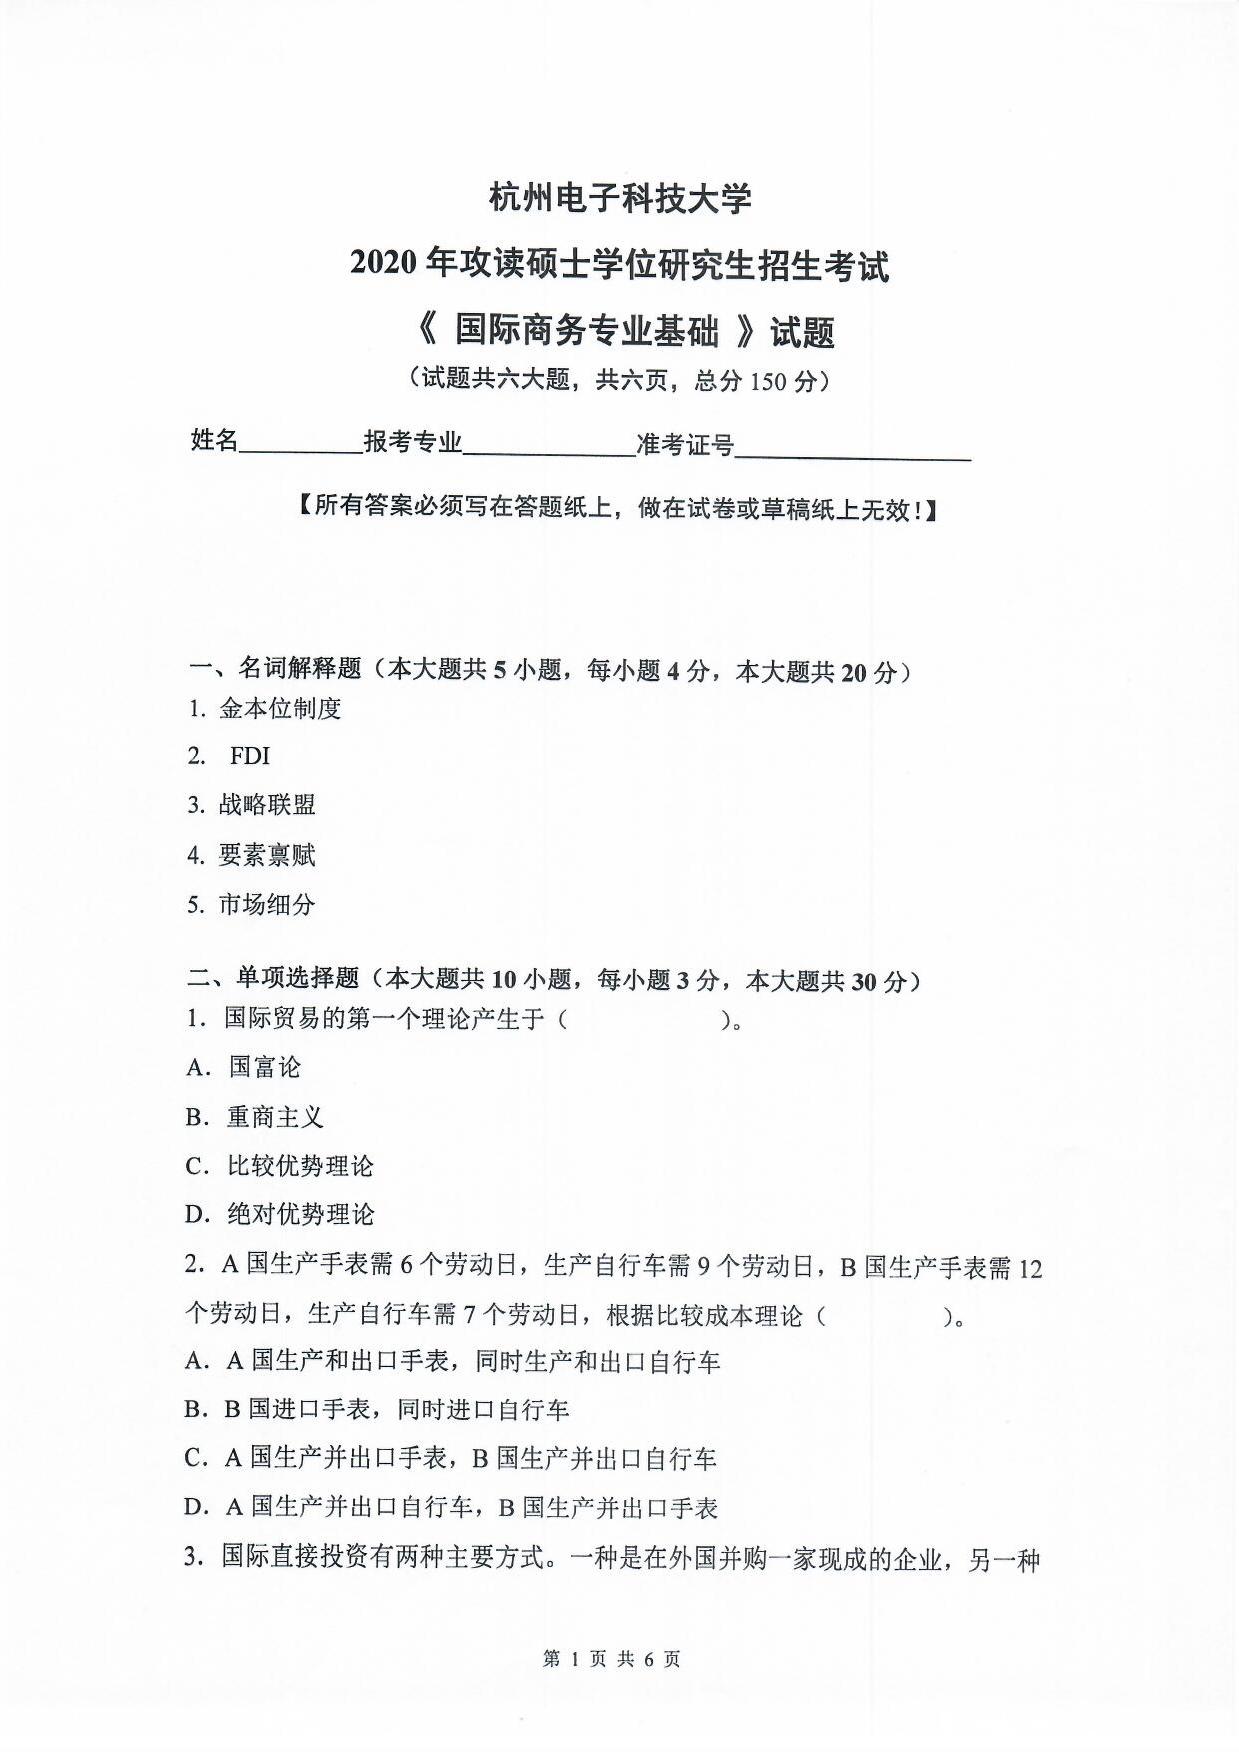 杭州电子科技大学
2020 年攻读硕士学位研究生招生考试
《 国际商务专业基础 》试题
（试题共六大题，共六页，总分 150 分）
姓名_________报考专业____________准考证号_________________
【所有答案必须写在答题纸上，做在试卷或草稿纸上无效！】
一、名词解释题（本大题共 5 小题，每小题 4 分，本大题共 20 分）
1. 金本位制度
2. FDI
3. 战略联盟
4. 要素禀赋
5. 市场细分
二、单项选择题（本大题共 10 小题，每小题 3 分，本大题共 30 分）
1．国际贸易的第一个理论产生于（ ）。
A．国富论
B．重商主义
C．比较优势理论
D．绝对优势理论
2．A 国生产手表需 6 个劳动日，生产自行车需 9 个劳动日，B 国生产手表需 12
个劳动日，生产自行车需 7 个劳动日，根据比较成本理论（ ）。
A．A 国生产和出口手表，同时生产和出口自行车
B．B 国进口手表，同时进口自行车
C．A 国生产并出口手表，B 国生产并出口自行车
D．A 国生产并出口自行车，B 国生产并出口手表
3．国际直接投资有两种主要方式。一种是在外国并购一家现成的企业，另一种
第 1 页 共 6 页